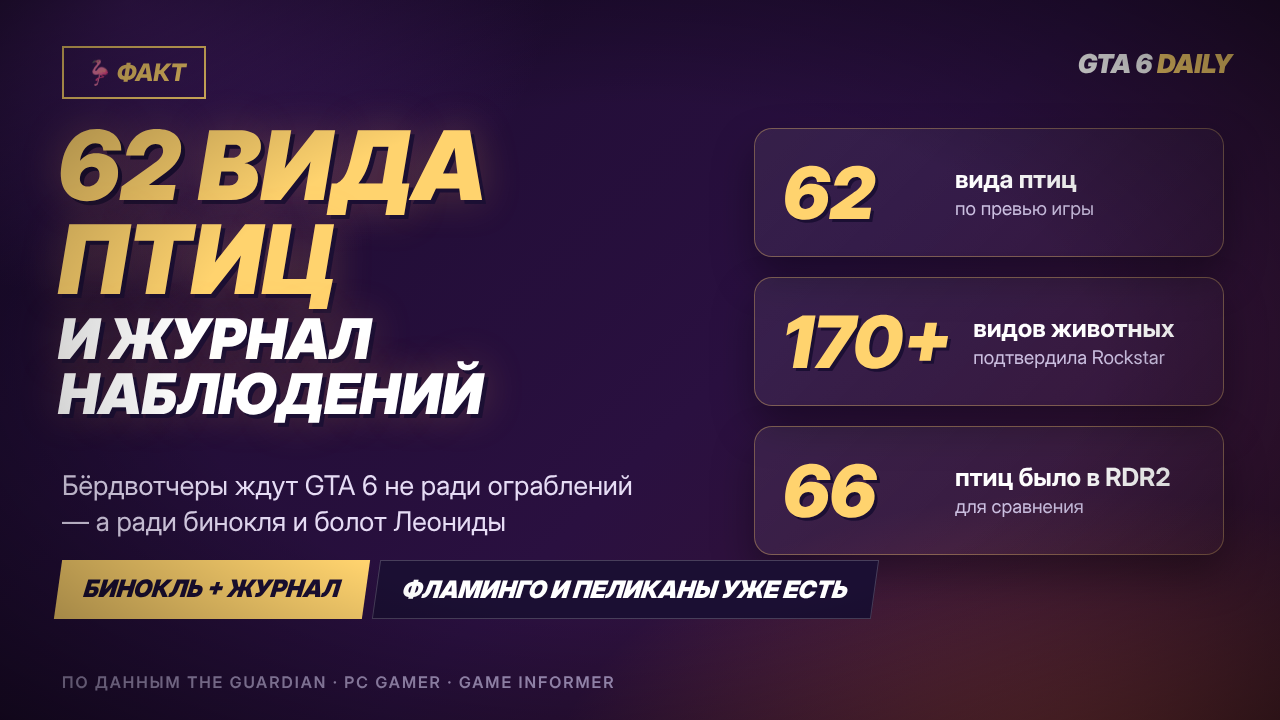 🦩 ФАКТ
GTA 6 DAILY
62 ВИДА
ПТИЦ
И ЖУРНАЛ
НАБЛЮДЕНИЙ
Бёрдвотчеры ждут GTA 6 не ради ограблений
— а ради бинокля и болот Леониды
БИНОКЛЬ + ЖУРНАЛ
ФЛАМИНГО И ПЕЛИКАНЫ УЖЕ ЕСТЬ
62
вида птиц
по превью игры
170+
видов животных
подтвердила Rockstar
66
птиц было в RDR2
для сравнения
ПО ДАННЫМ THE GUARDIAN · PC GAMER · GAME INFORMER